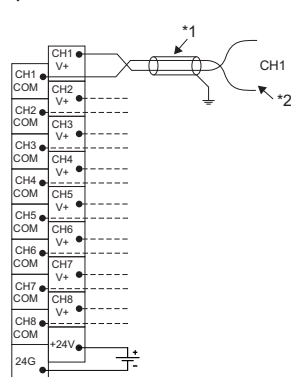 *1
CH1
V+
CH1
*2
CH1
COM
CH2
V+
CH2
COM
CH3
V+
CH3
COM
CH4
V+
CH4
COM
CH5
V+
CH5
COM
CH6
V+
CH6
COM
CH7
V+
CH7
COM
CH8
V+
CH8
COM
+24V
24G
+
-